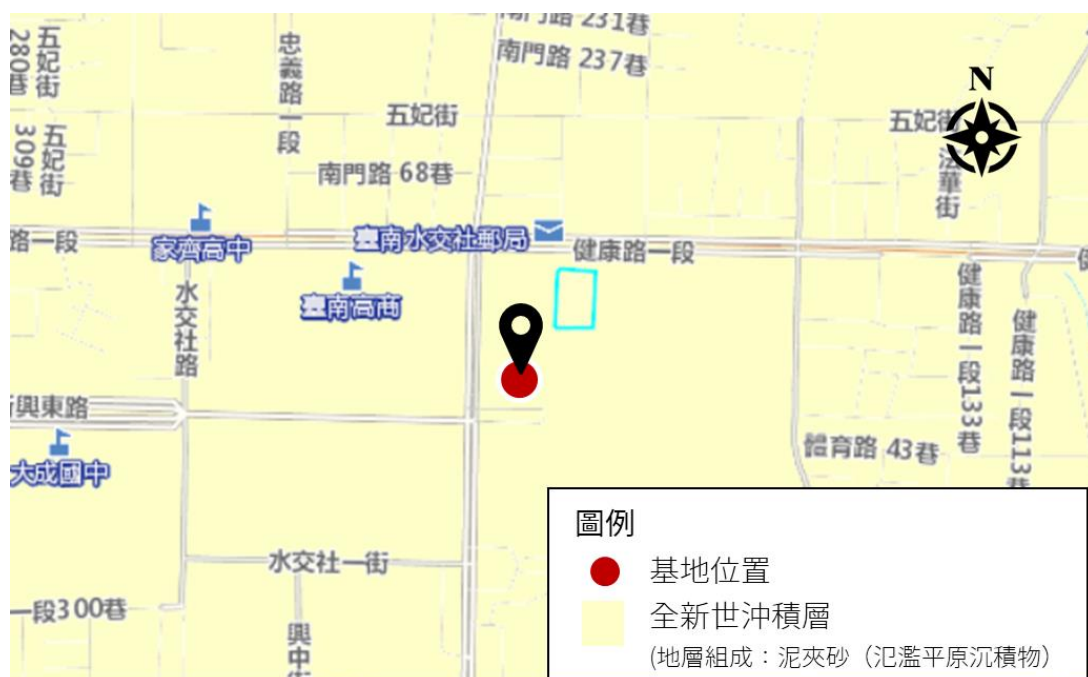 南門路 231巷
南門路 237巷
五妃街
280巷
忠義路一段
五妃街
五妃街
五妃街
309巷
南門路 68巷
法華街
N
路一段
家齊高中
臺南水交社郵局
健康路一段
健
臺南高商
水交社路
健康路一段133巷
健康路一段113巷
興東路
大成國中
體育路 43巷
水交社一街
一段300巷
興中街
圖例
基地位置
全新世沖積層
(地層組成：泥夾砂（氾濫平原沉積物）